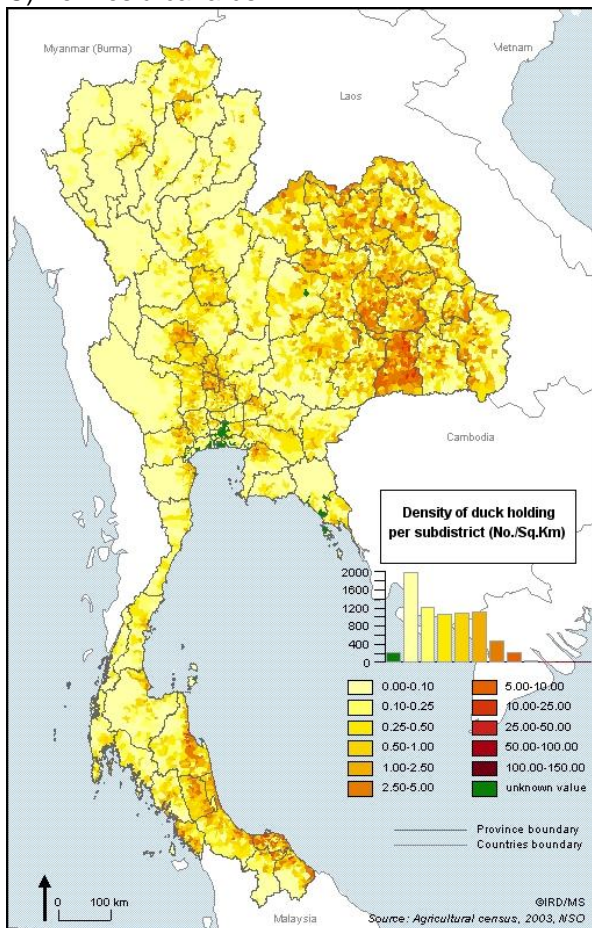 Myanmar (Burma)
Vietnam
Laos
Cambodia
Density of duck holding
per subdistrict (No./Sq.Km)
2000
1600
1200
800
400
0
0.00-0.10
0.10-0.25
0.25-0.50
0.50-1.00
1.00-2.50
2.50-5.00
5.00-10.00
10.00-25.00
25.00-50.00
50.00-100.00
100.00-150.00
unknown value
Province boundary
Countries boundary
0 100 km
Malaysia
©IRD/MS
Source: Agricultural census, 2003, NSO